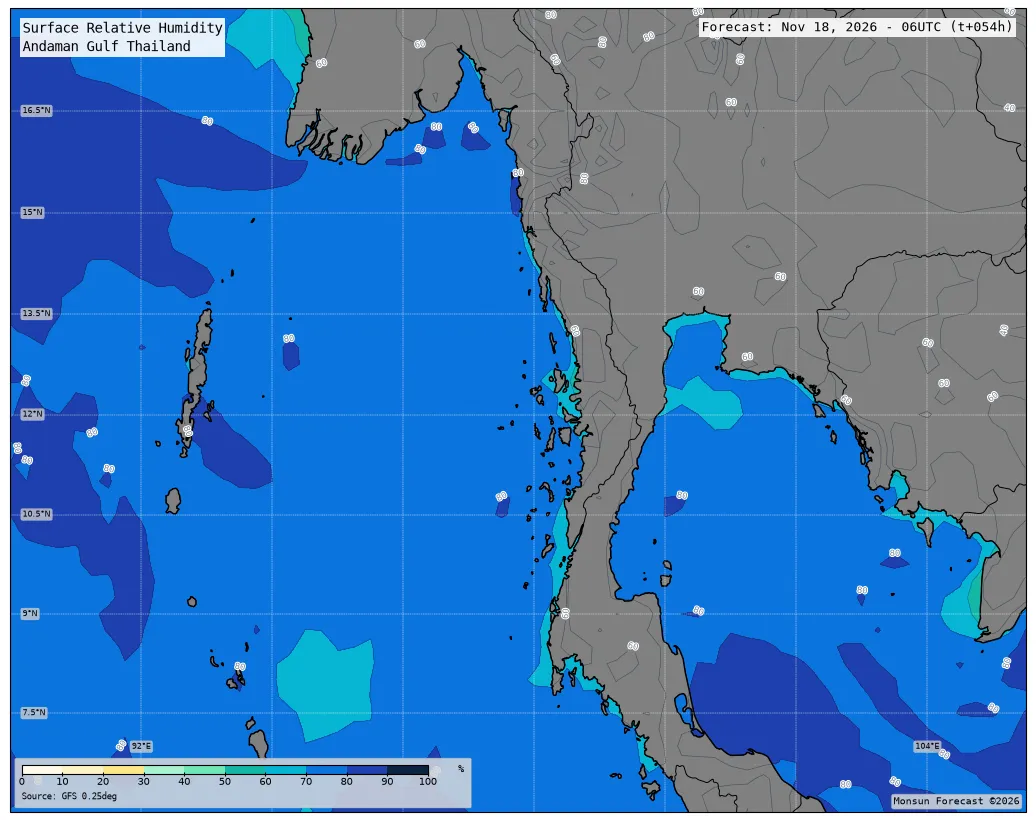 Surface Relative Humidity
Andaman Gulf Thailand
Forecast: Nov 18, 2026 - 06UTC (t+054h)
16.5°N
15°N
13.5°N
12°N
10.5°N
9°N
7.5°N
92°E
104°E
0 10 20 30 40 50 60 70 80 90 100 %
Source: GFS 0.25deg
Monsun Forecast ©2026